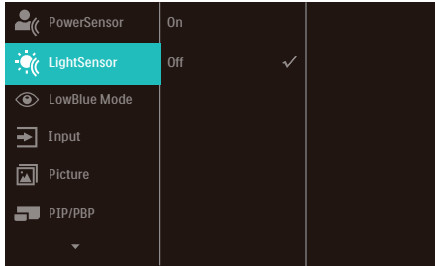 PowerSensor
On
LightSensor
Off
LowBlue Mode
Input
Picture
PIP/PBP